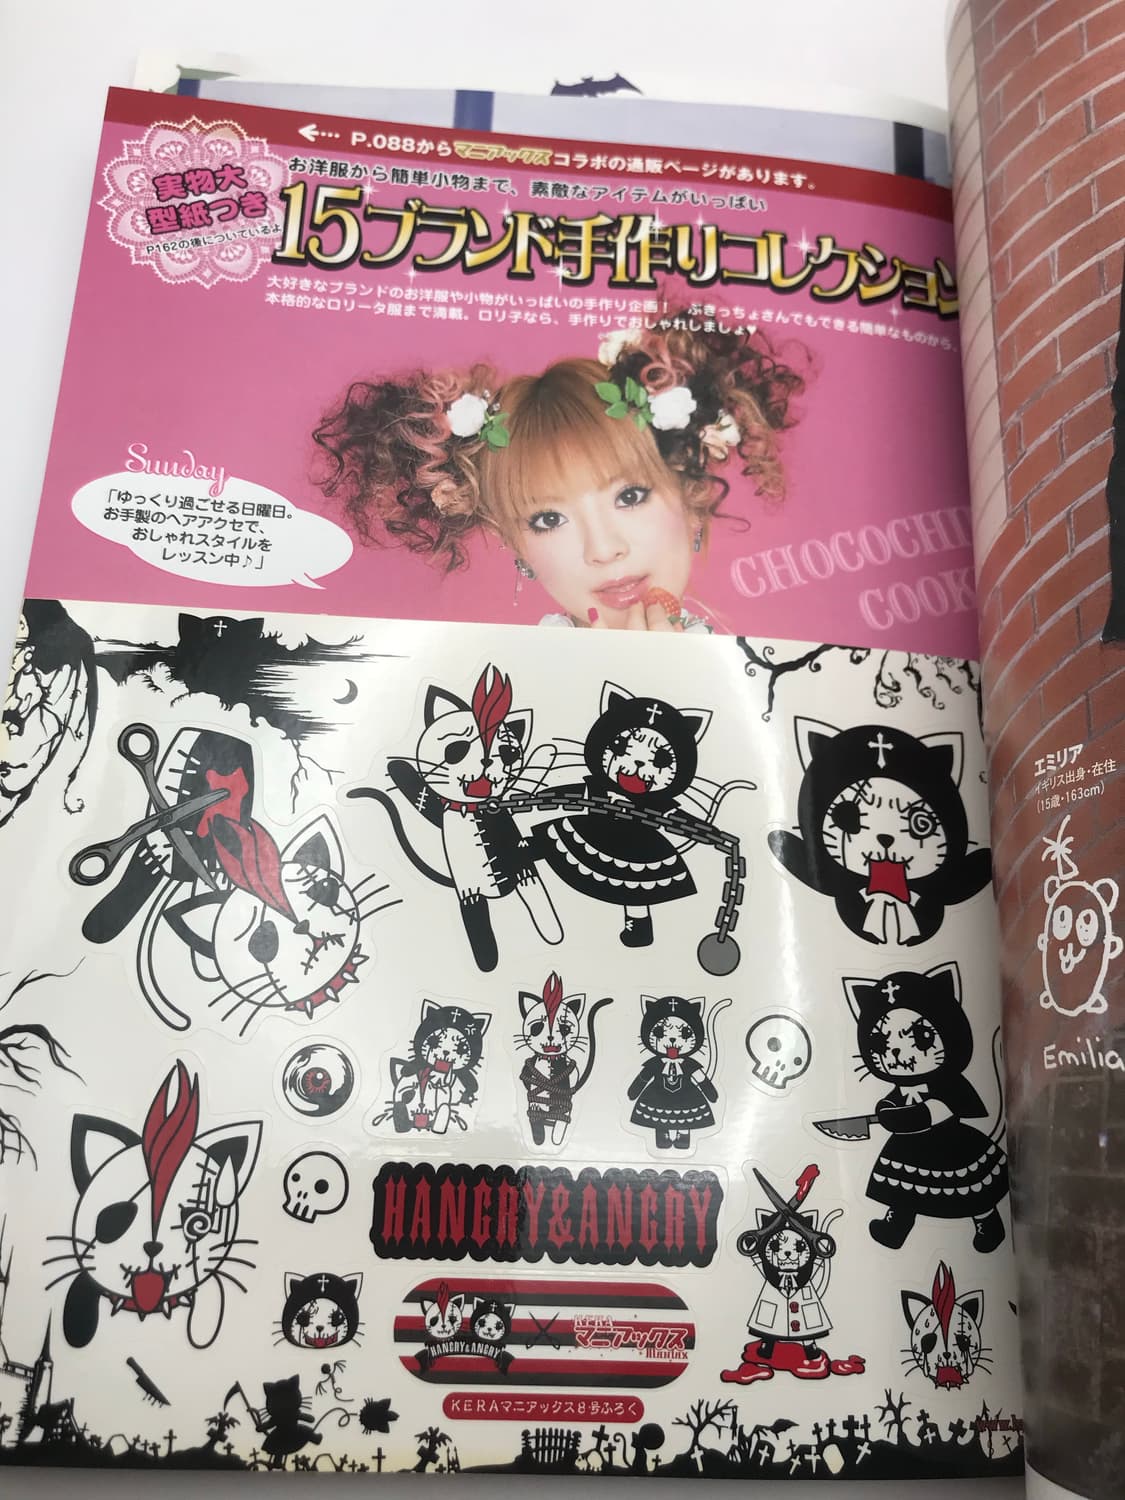 ←… P.088からマニアックスコラボの通販ページがあります。
実物大
型紙つき
P162の後についているよ
お洋服から簡単小物まで、素敵なアイテムがいっぱい
15ブランド手作りコレクション
大好きなブランドのお洋服や小物がいっぱいの手作り企画! ぶきっちょさんでもできる簡単なものから、
本格的なロリータ服まで満載。ロリ子なら、手作りでおしゃれしましょ♥
Sunday
「ゆっくり過ごせる日曜日。
お手製のヘアアクセで、
おしゃれスタイルを
レッスン中♪」
CHOCOCHI
COOK
エミリア
イギリス出身・在住
(15歳・163cm)
Emilia
HANGRY&ANGRY
HANGRY&ANGRY
KERA
マニアックス
maniax
KERAマニアックス8号ふろく